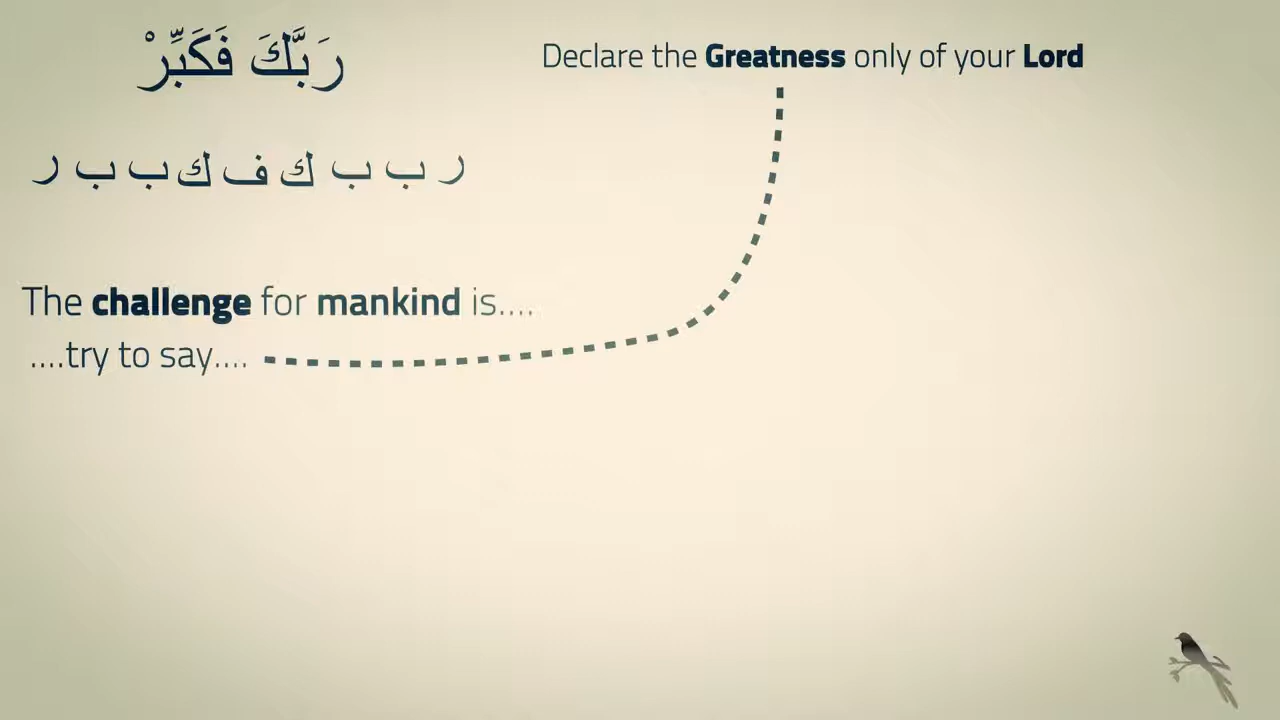 رَبَّكَ فَكَبِّرْ
Declare the Greatness only of your Lord
ر ب ب ك ف ك ب ب ر
The challenge for mankind is....
....try to say....